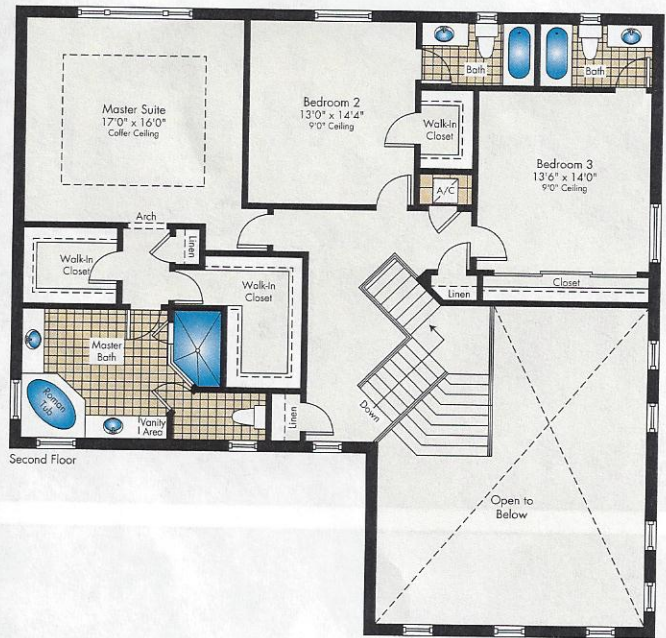 Bath
Bath
Master Suite
17'0" x 16'0"
Coffer Ceiling
Bedroom 2
13'0" x 14'4"
9'0" Ceiling
Walk-In
Closet
Bedroom 3
13'6" x 14'0"
9'0" Ceiling
A/C
Arch
Linen
Walk-In
Closet
Walk-In
Closet
Closet
Linen
Master
Bath
Down
Roman
Tub
Vanity
Area
Linen
Second Floor
Open to
Below